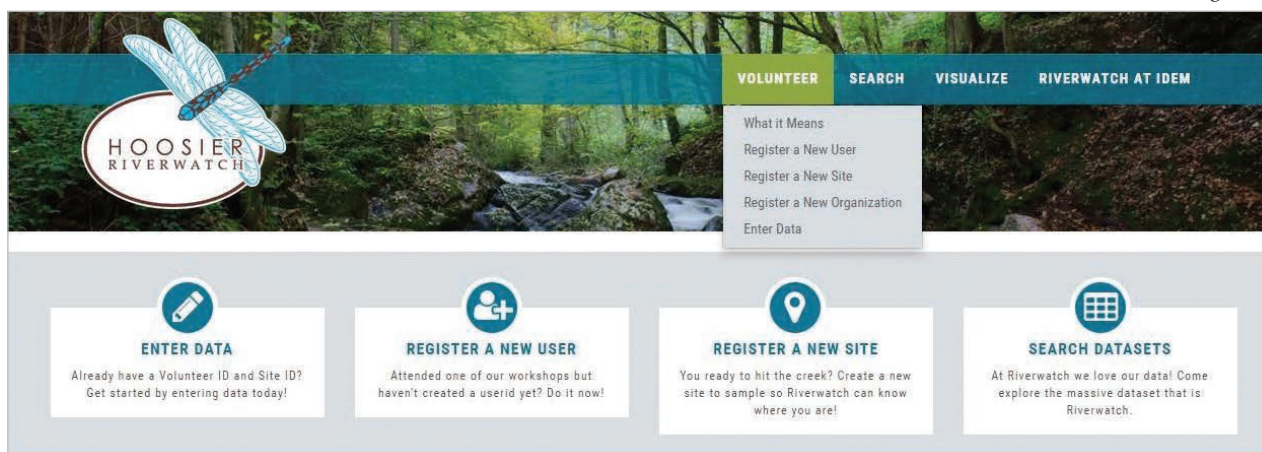 VOLUNTEER SEARCH VISUALIZE RIVERWATCH AT IDEM
HOOSIER
RIVERWATCH
What it Means
Register a New User
Register a New Site
Register a New Organization
Enter Data
ENTER DATA
Already have a Volunteer ID and Site ID?
Get started by entering data today!
REGISTER A NEW USER
Attended one of our workshops but
haven't created a userid yet? Do it now!
REGISTER A NEW SITE
You ready to hit the creek? Create a new
site to sample so Riverwatch can know
where you are!
SEARCH DATASETS
At Riverwatch we love our data! Come
explore the massive dataset that is
Riverwatch.